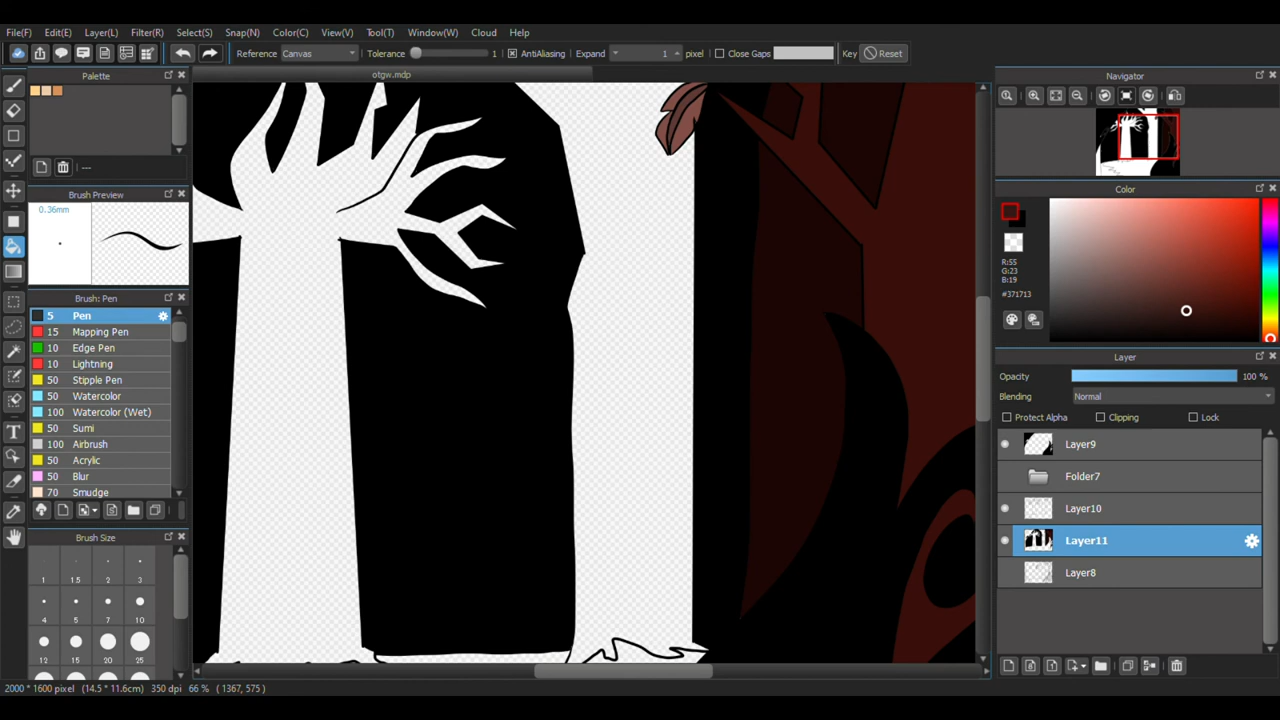 File(F) Edit(E) Layer(L) Filter(R) Select(S) Snap(N) Color(C) View(V) Tool(T) Window(W) Cloud Help
Reference Canvas Tolerance 1 AntiAliasing Expand 1 pixel Close Gaps Key Reset
Palette
otgw.mdp
Navigator
---
Brush Preview
0.36mm
Color
R:55
G:23
B:19
#371713
Brush: Pen
5 Pen
15 Mapping Pen
10 Edge Pen
10 Lightning
50 Stipple Pen
50 Watercolor
100 Watercolor (Wet)
50 Sumi
100 Airbrush
50 Acrylic
50 Blur
70 Smudge
Layer
Opacity 100 %
Blending Normal
Protect Alpha Clipping Lock
Layer9
Folder7
Layer10
Layer11
Layer8
Brush Size
1 1.5 2 3
4 5 7 10
12 15 20 25
2000 * 1600 pixel (14.5 * 11.6cm) 350 dpi 66 % ( 1367, 575 )